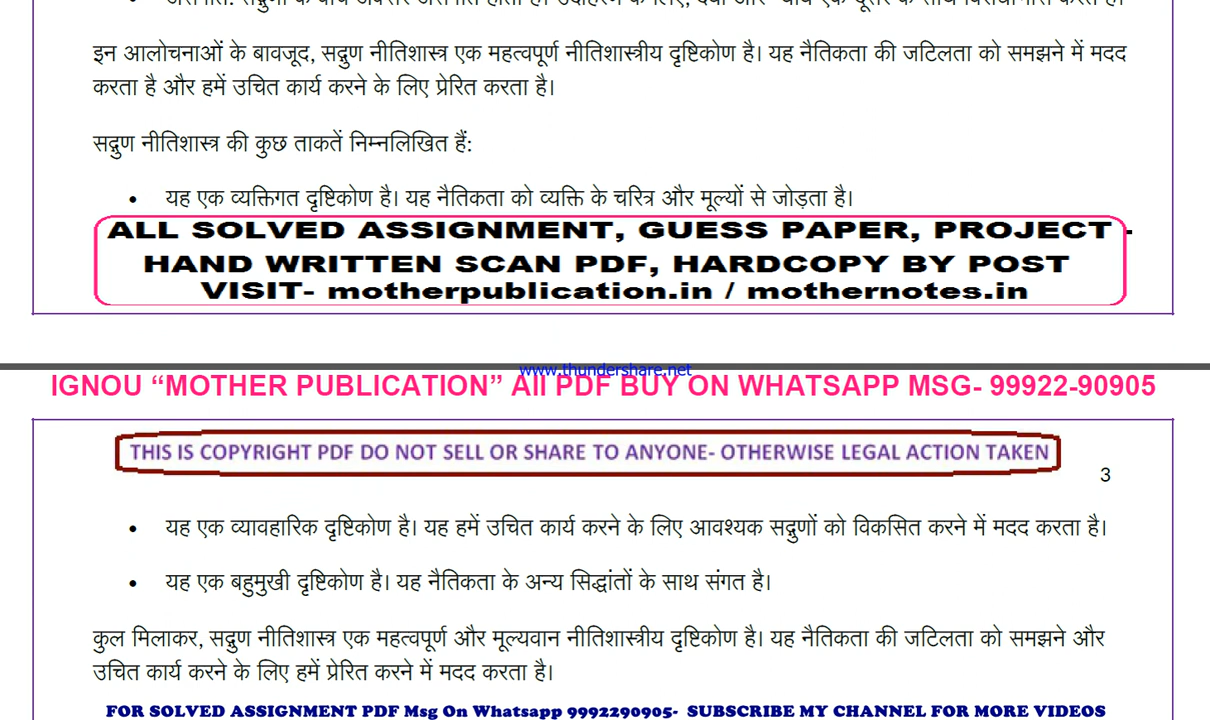 इन आलोचनाओं के बावजूद, सद्गुण नीतिशास्त्र एक महत्वपूर्ण नीतिशास्त्रीय दृष्टिकोण है। यह नैतिकता की जटिलता को समझने में मदद
करता है और हमें उचित कार्य करने के लिए प्रेरित करता है।
सद्गुण नीतिशास्त्र की कुछ ताकतें निम्नलिखित हैं:
• यह एक व्यक्तिगत दृष्टिकोण है। यह नैतिकता को व्यक्ति के चरित्र और मूल्यों से जोड़ता है।
ALL SOLVED ASSIGNMENT, GUESS PAPER, PROJECT -
HAND WRITTEN SCAN PDF, HARDCOPY BY POST
VISIT- motherpublication.in / mothernotes.in
www.thundershare.net
IGNOU “MOTHER PUBLICATION” All PDF BUY ON WHATSAPP MSG- 99922-90905
THIS IS COPYRIGHT PDF DO NOT SELL OR SHARE TO ANYONE- OTHERWISE LEGAL ACTION TAKEN
3
• यह एक व्यावहारिक दृष्टिकोण है। यह हमें उचित कार्य करने के लिए आवश्यक सद्गुणों को विकसित करने में मदद करता है।
• यह एक बहुमुखी दृष्टिकोण है। यह नैतिकता के अन्य सिद्धांतों के साथ संगत है।
कुल मिलाकर, सद्गुण नीतिशास्त्र एक महत्वपूर्ण और मूल्यवान नीतिशास्त्रीय दृष्टिकोण है। यह नैतिकता की जटिलता को समझने और
उचित कार्य करने के लिए हमें प्रेरित करने में मदद करता है।
FOR SOLVED ASSIGNMENT PDF Msg On Whatsapp 9992290905- SUBSCRIBE MY CHANNEL FOR MORE VIDEOS